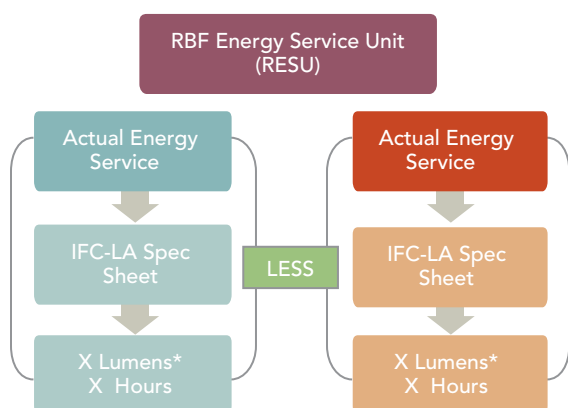 RBF Energy Service Unit
(RESU)
Actual Energy
Service
IFC-LA Spec
Sheet
X Lumens*
X Hours
LESS
Actual Energy
Service
IFC-LA Spec
Sheet
X Lumens*
X Hours